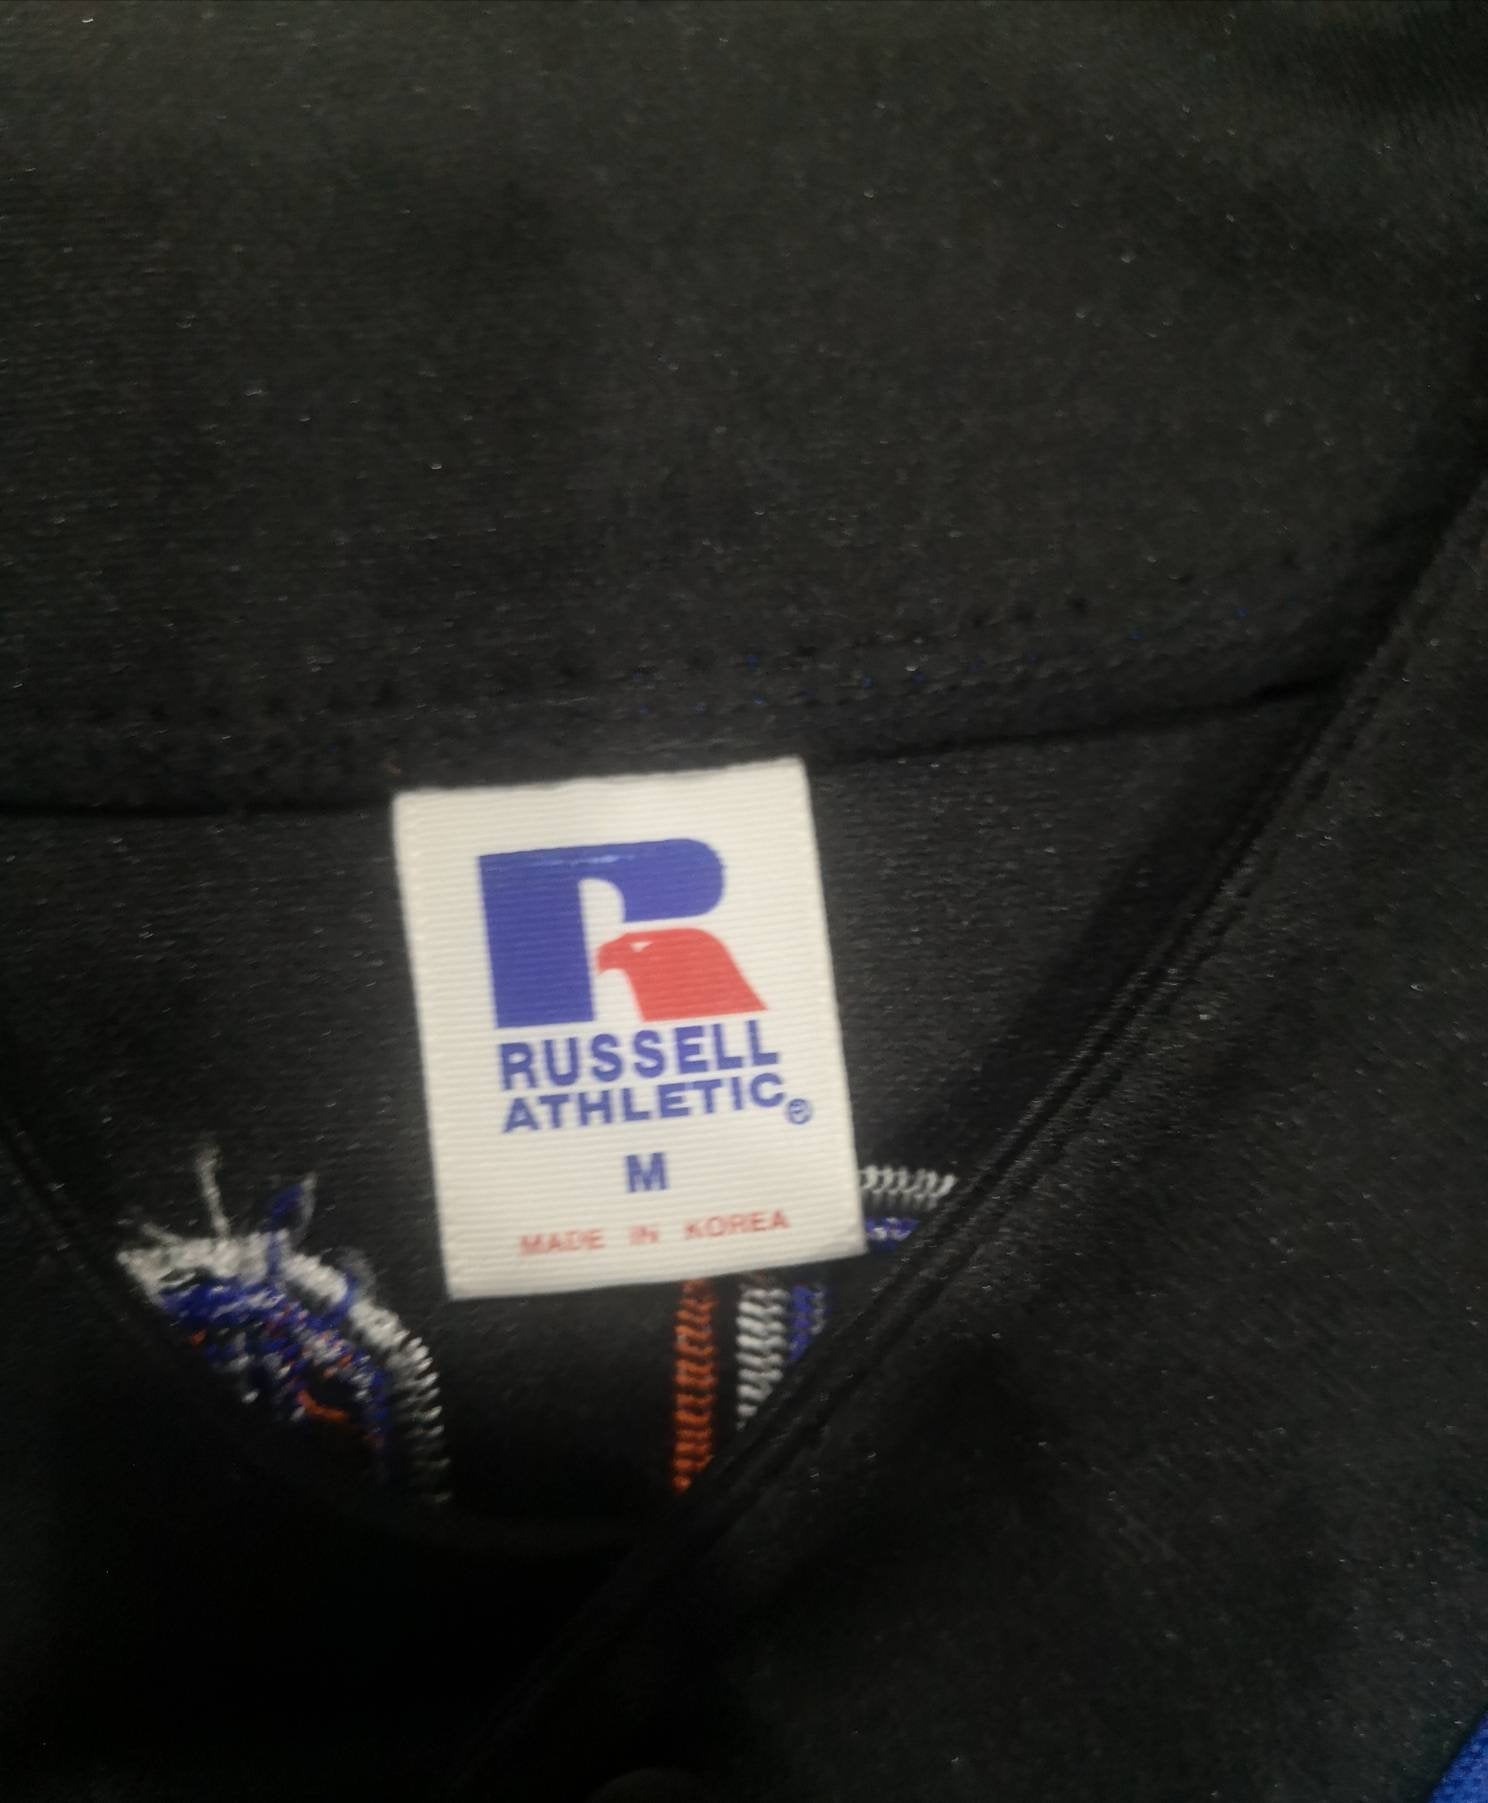 R
RUSSELL
ATHLETIC®
M
MADE IN KOREA